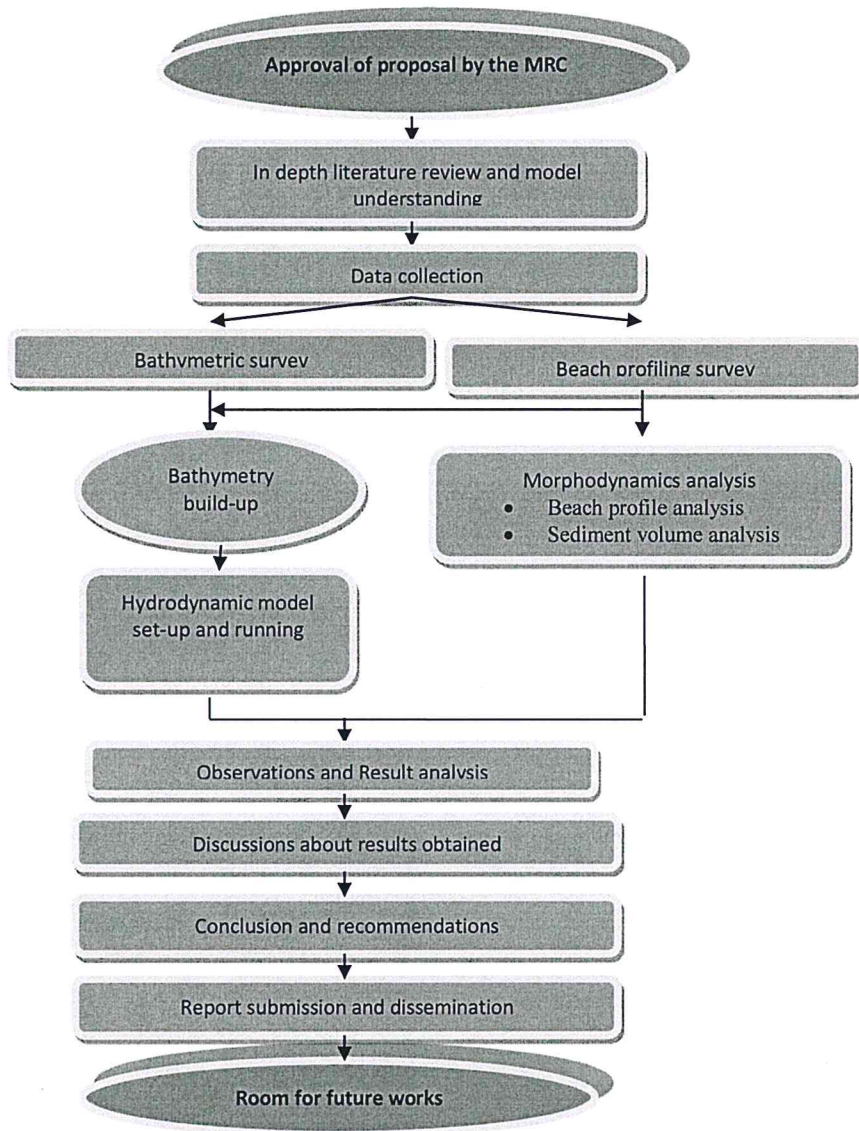 Approval of proposal by the MRC
In depth literature review and model
understanding
Data collection
Bathymetric survey
Beach profiling survey
Bathymetry
build-up
Morphodynamics analysis
• Beach profile analysis
• Sediment volume analysis
Hydrodynamic model
set-up and running
Observations and Result analysis
Discussions about results obtained
Conclusion and recommendations
Report submission and dissemination
Room for future works